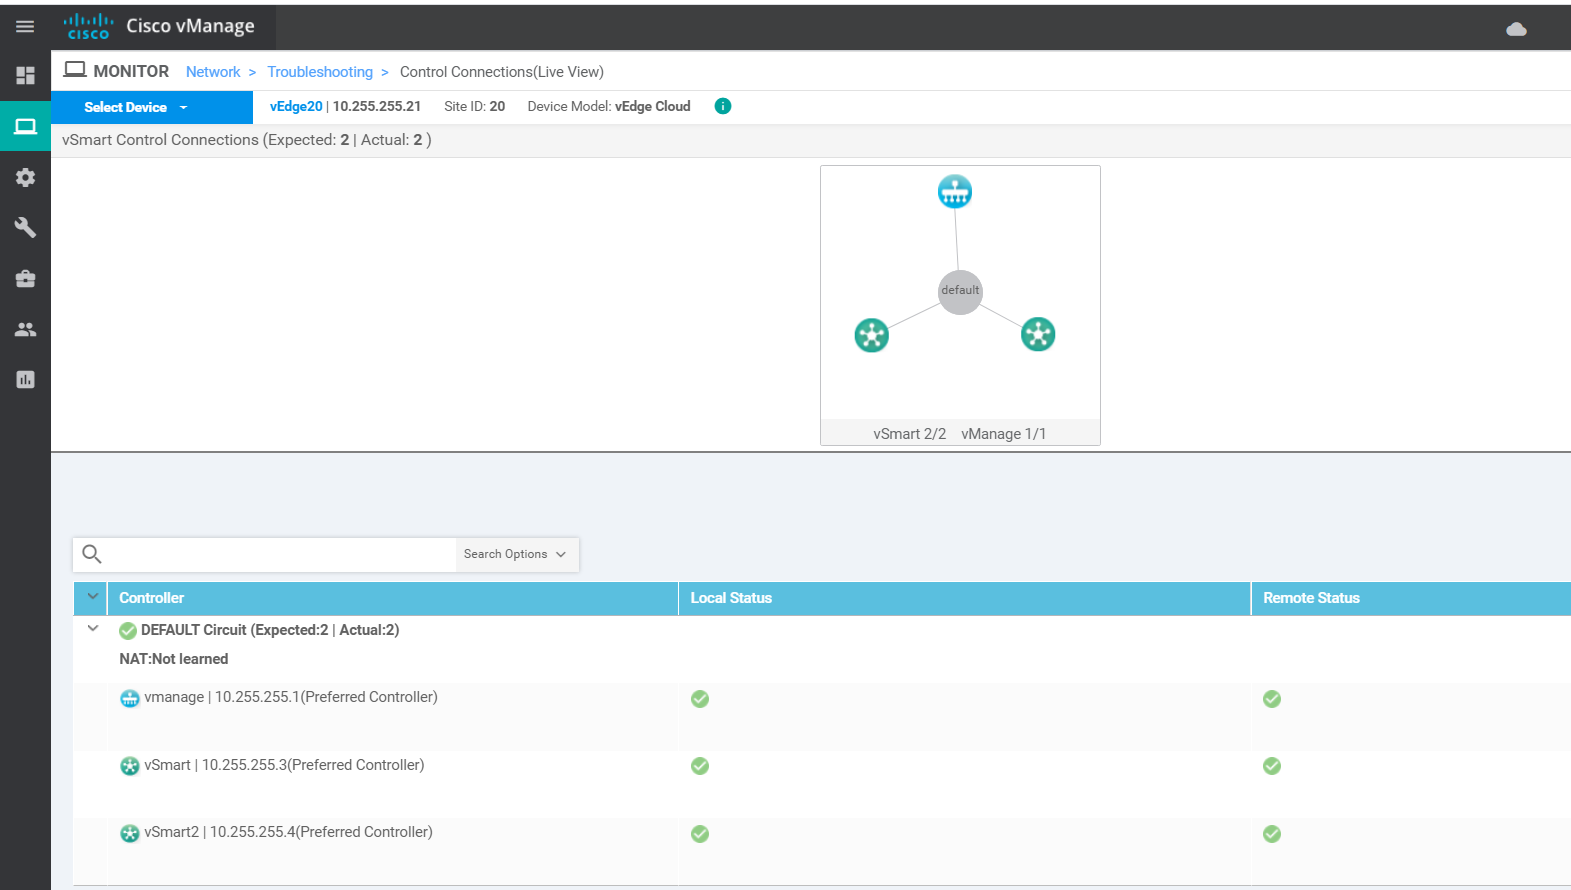 CISCO
Cisco vManage
MONITOR Network > Troubleshooting > Control Connections(Live View)
Select Device vEdge20 | 10.255.255.21 Site ID: 20 Device Model: vEdge Cloud i
vSmart Control Connections (Expected: 2 | Actual: 2 )
default
vSmart 2/2 vManage 1/1
Search Options
Controller Local Status Remote Status
DEFAULT Circuit (Expected:2 | Actual:2)
NAT:Not learned
vmanage | 10.255.255.1(Preferred Controller)
vSmart | 10.255.255.3(Preferred Controller)
vSmart2 | 10.255.255.4(Preferred Controller)